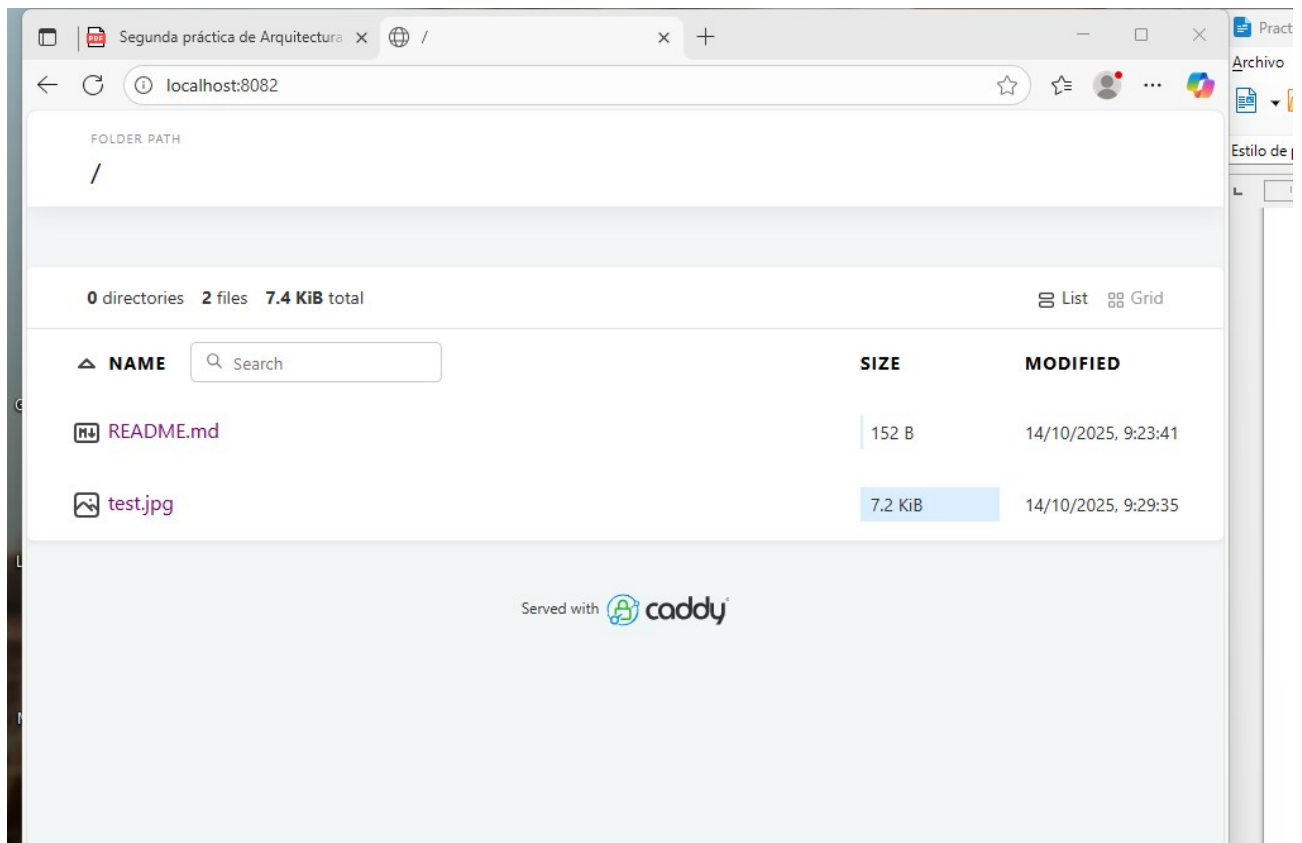 Segunda práctica de Arquitectura
/
Pract
localhost:8082
Archivo
FOLDER PATH
/
Estilo de
0 directories 2 files 7.4 KiB total
List Grid
NAME Search SIZE MODIFIED
README.md 152 B 14/10/2025, 9:23:41
test.jpg 7.2 KiB 14/10/2025, 9:29:35
Served with caddy